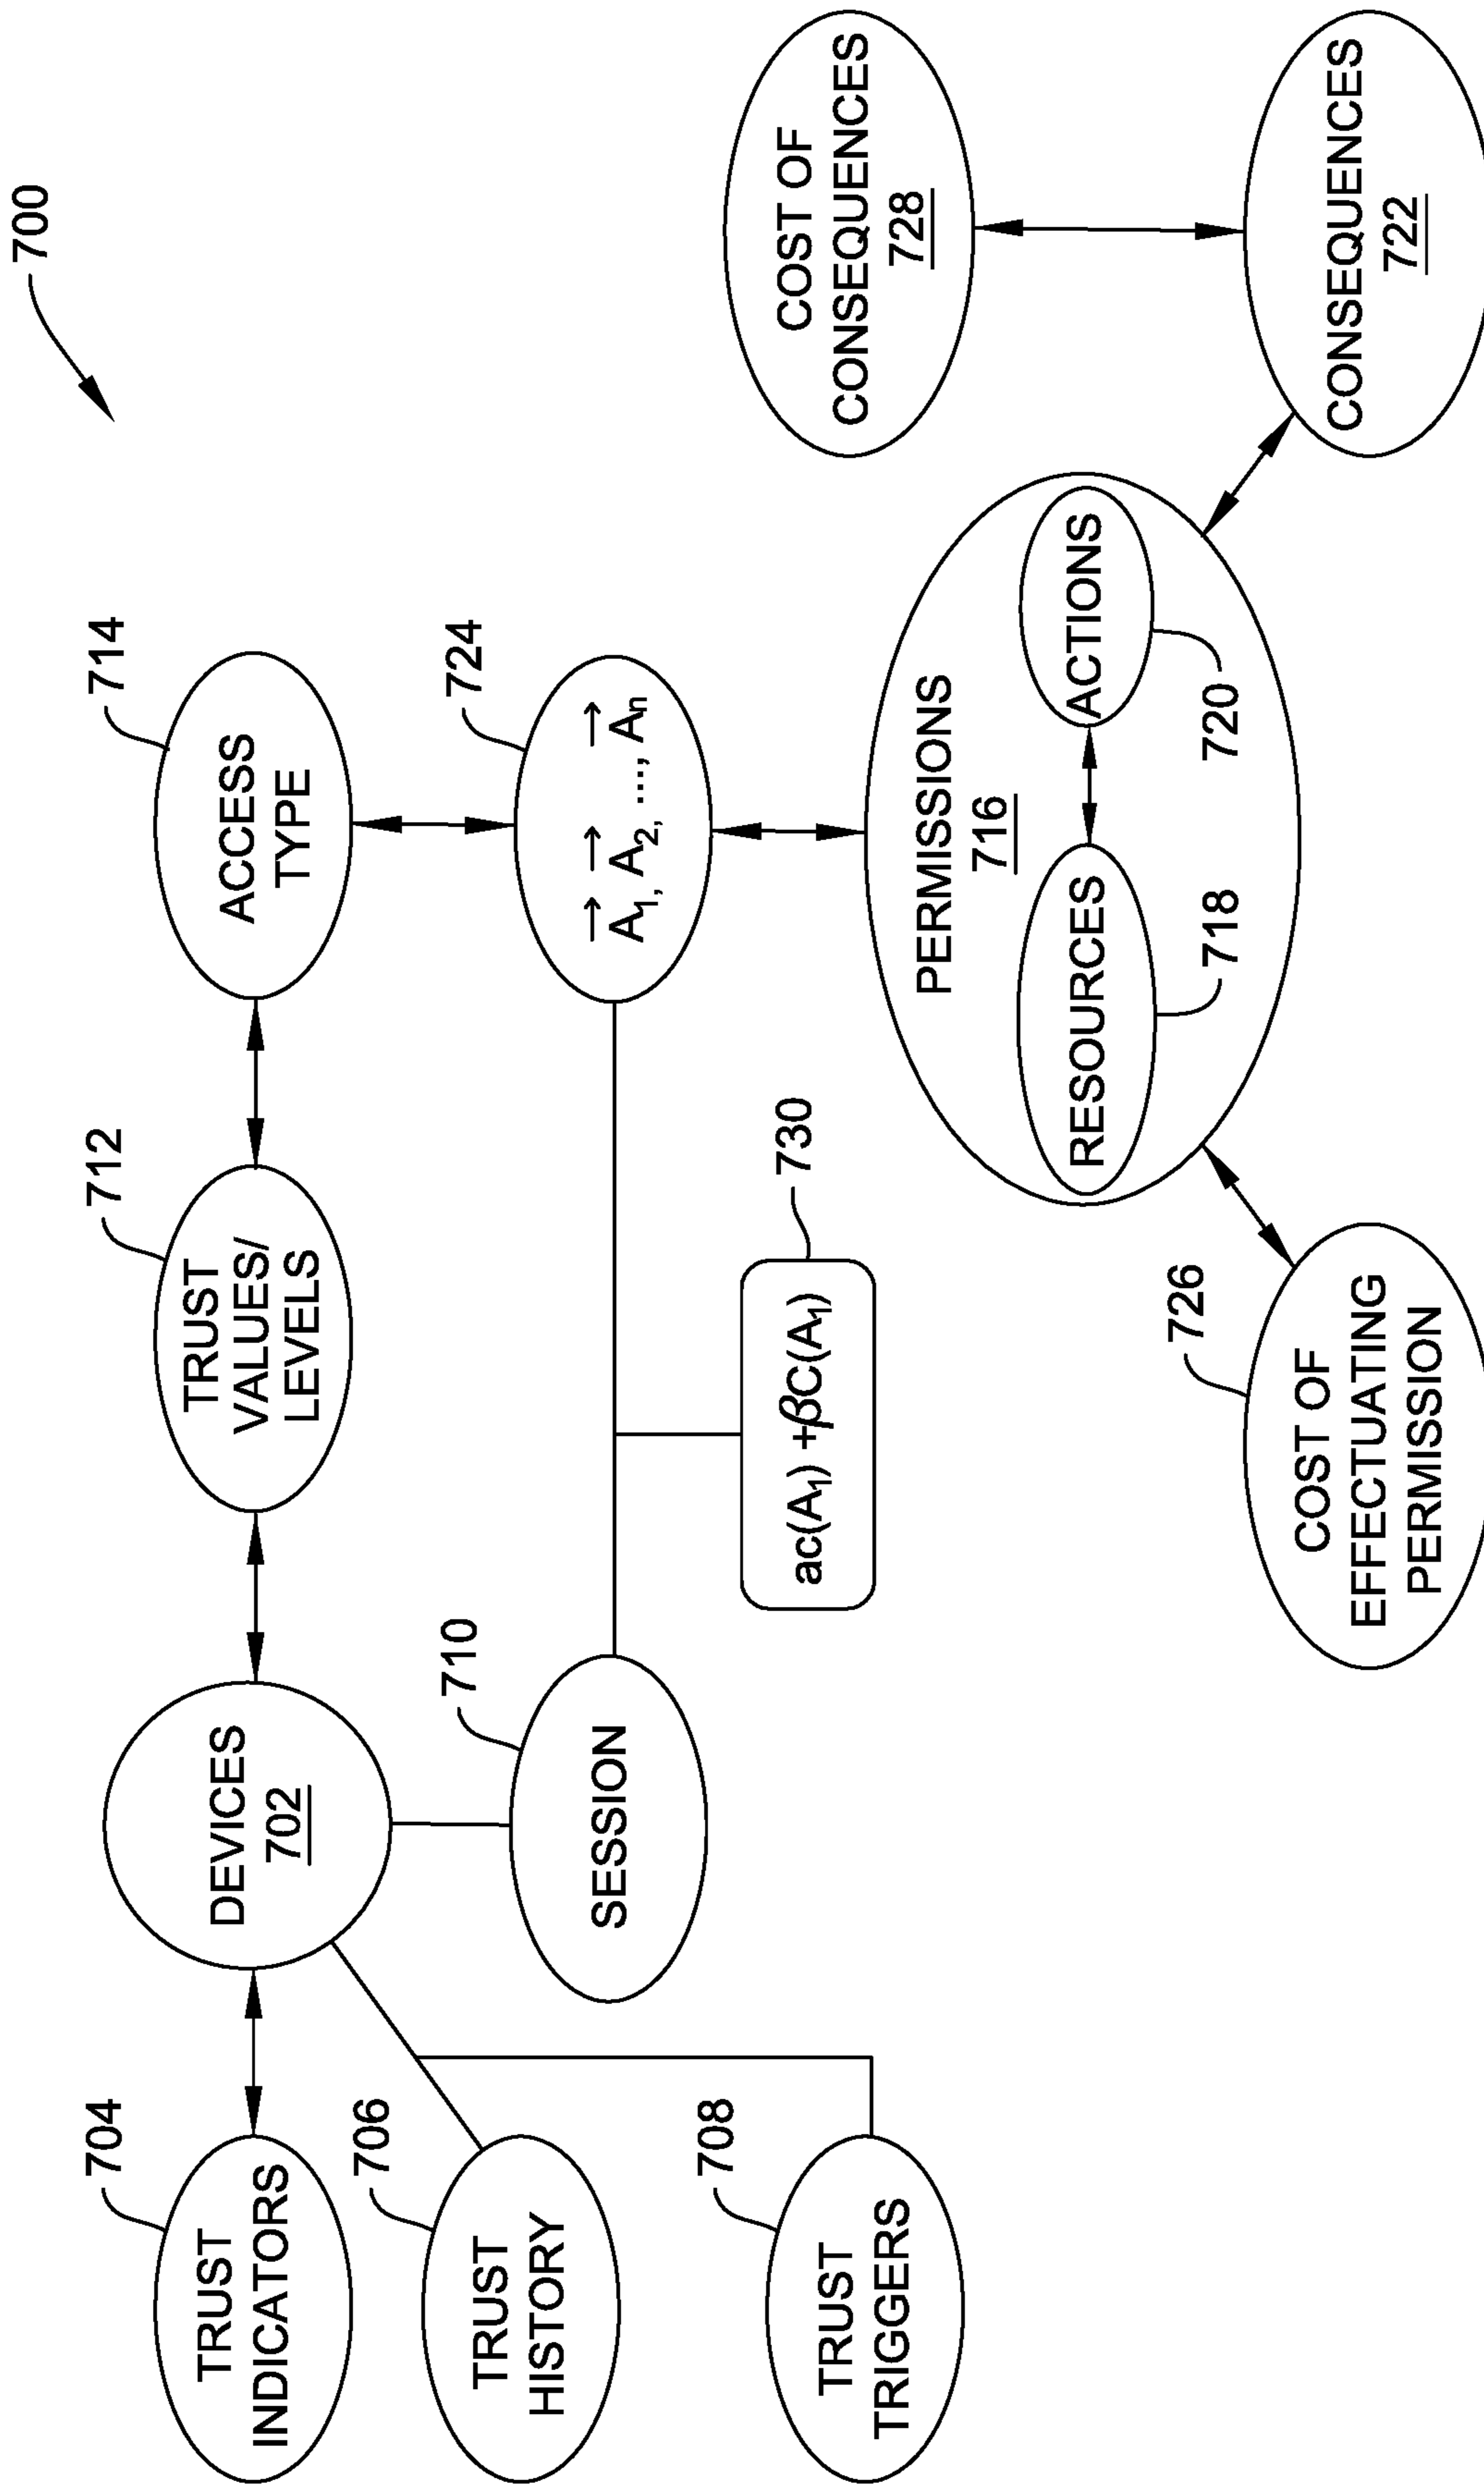 700
TRUST
INDICATORS
704
DEVICES
702
TRUST
VALUES/
LEVELS
712
ACCESS
TYPE
714
TRUST
HISTORY
706
SESSION
710
A1, A2, ..., An
724
TRUST
TRIGGERS
708
ac(A1) +βC(A1)
730
PERMISSIONS
716
RESOURCES
718
ACTIONS
720
COST OF
CONSEQUENCES
728
COST OF
EFFECTUATING
PERMISSION
726
CONSEQUENCES
722